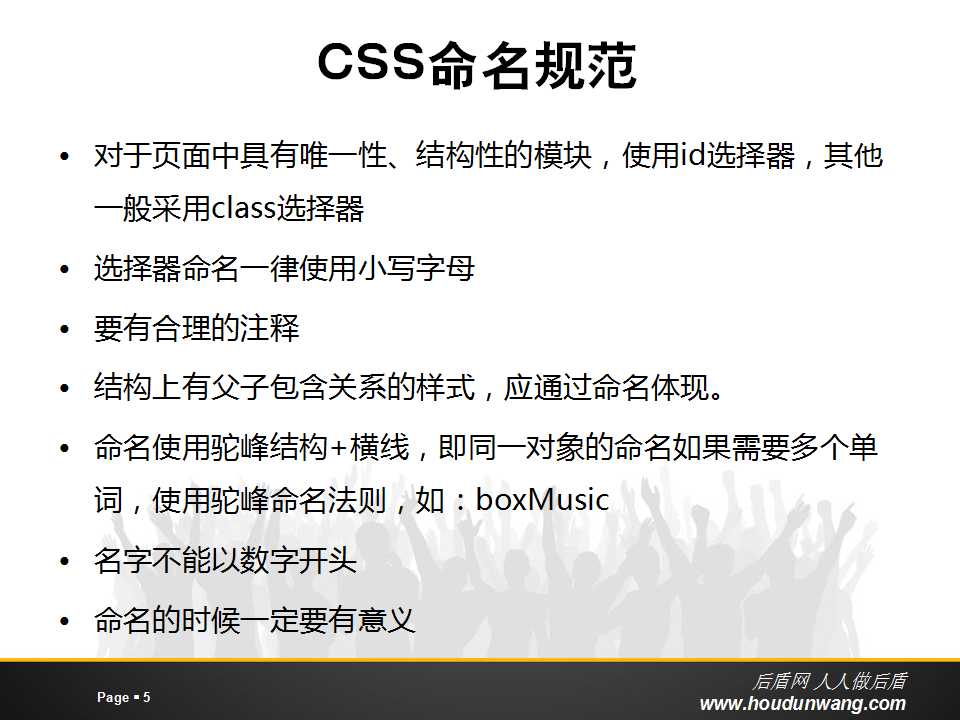 CSS命名规范
• 对于页面中具有唯一性、结构性的模块，使用id选择器，其他
一般采用class选择器
• 选择器命名一律使用小写字母
• 要有合理的注释
• 结构上有父子包含关系的样式，应通过命名体现。
• 命名使用驼峰结构+横线，即同一对象的命名如果需要多个单
词，使用驼峰命名法则，如：boxMusic
• 名字不能以数字开头
• 命名的时候一定要有意义
Page ▪ 5
后盾网 人人做后盾
www.houdunwang.com